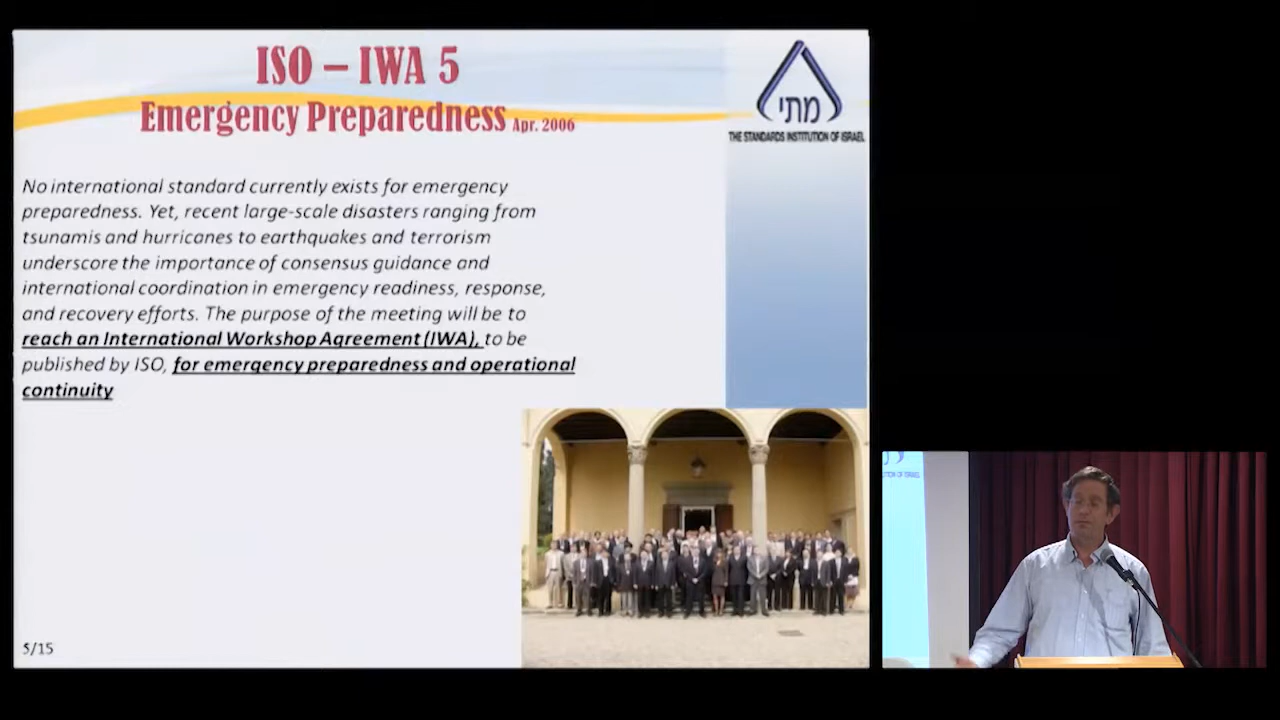 ISO – IWA 5
Emergency Preparedness Apr. 2006
מתי
THE STANDARDS INSTITUTION OF ISRAEL
No international standard currently exists for emergency
preparedness. Yet, recent large-scale disasters ranging from
tsunamis and hurricanes to earthquakes and terrorism
underscore the importance of consensus guidance and
international coordination in emergency readiness, response,
and recovery efforts. The purpose of the meeting will be to
reach an International Workshop Agreement (IWA), to be
published by ISO, for emergency preparedness and operational
continuity
5/15